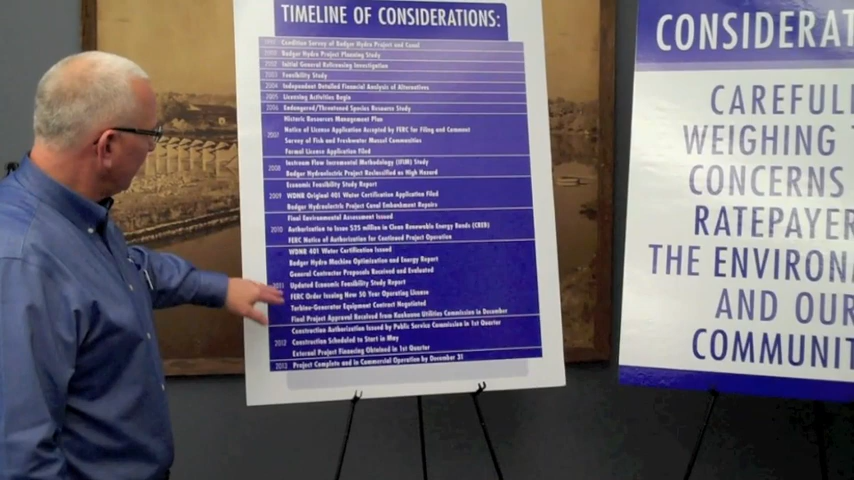 TIMELINE OF CONSIDERATIONS:
Condition Survey of Badger Hydro Project and Canal
Badger Hydro Project Planning Study
2002 Initial General Relicensing Investigation
2003 Feasibility Study
2004 Independent Detailed Financial Analysis of Alternatives
2005 Licensing Activities Begin
2006 Endangered/Threatened Species Resource Study
Historic Resources Management Plan
2007 Notice of License Application Accepted by FERC for Filing and Comment
Survey of Fish and Freshwater Mussel Communities
Formal License Application Filed
2008 Instream Flow Incremental Methodology (IFIM) Study
Badger Hydroelectric Project Reclassified as High Hazard
Economic Feasibility Study Report
2009 WDNR Original 401 Water Certification Application Filed
Badger Hydroelectric Project Canal Embankment Repairs
Final Environmental Assessment Issued
2010 Authorization to Issue $25 million in Clean Renewable Energy Bonds (CREB)
FERC Notice of Authorization for Continued Project Operation
WDNR 401 Water Certification Issued
Badger Hydro Machine Optimization and Energy Report
General Contractor Proposals Received and Evaluated
2011 Updated Economic Feasibility Study Report
FERC Order Issuing New 50 Year Operating License
Turbine-Generator Equipment Contract Negotiated
Final Project Approval Received from Kaukauna Utilities Commission in December
Construction Authorization Issued by Public Service Commission in 1st Quarter
2012 Construction Scheduled to Start in May
External Project Financing Obtained in 1st Quarter
2013 Project Complete and in Commercial Operation by December 31
CONSIDERAT
CAREFULL
WEIGHING T
CONCERNS
RATEPAYER
THE ENVIRON
AND OUR
COMMUNIT